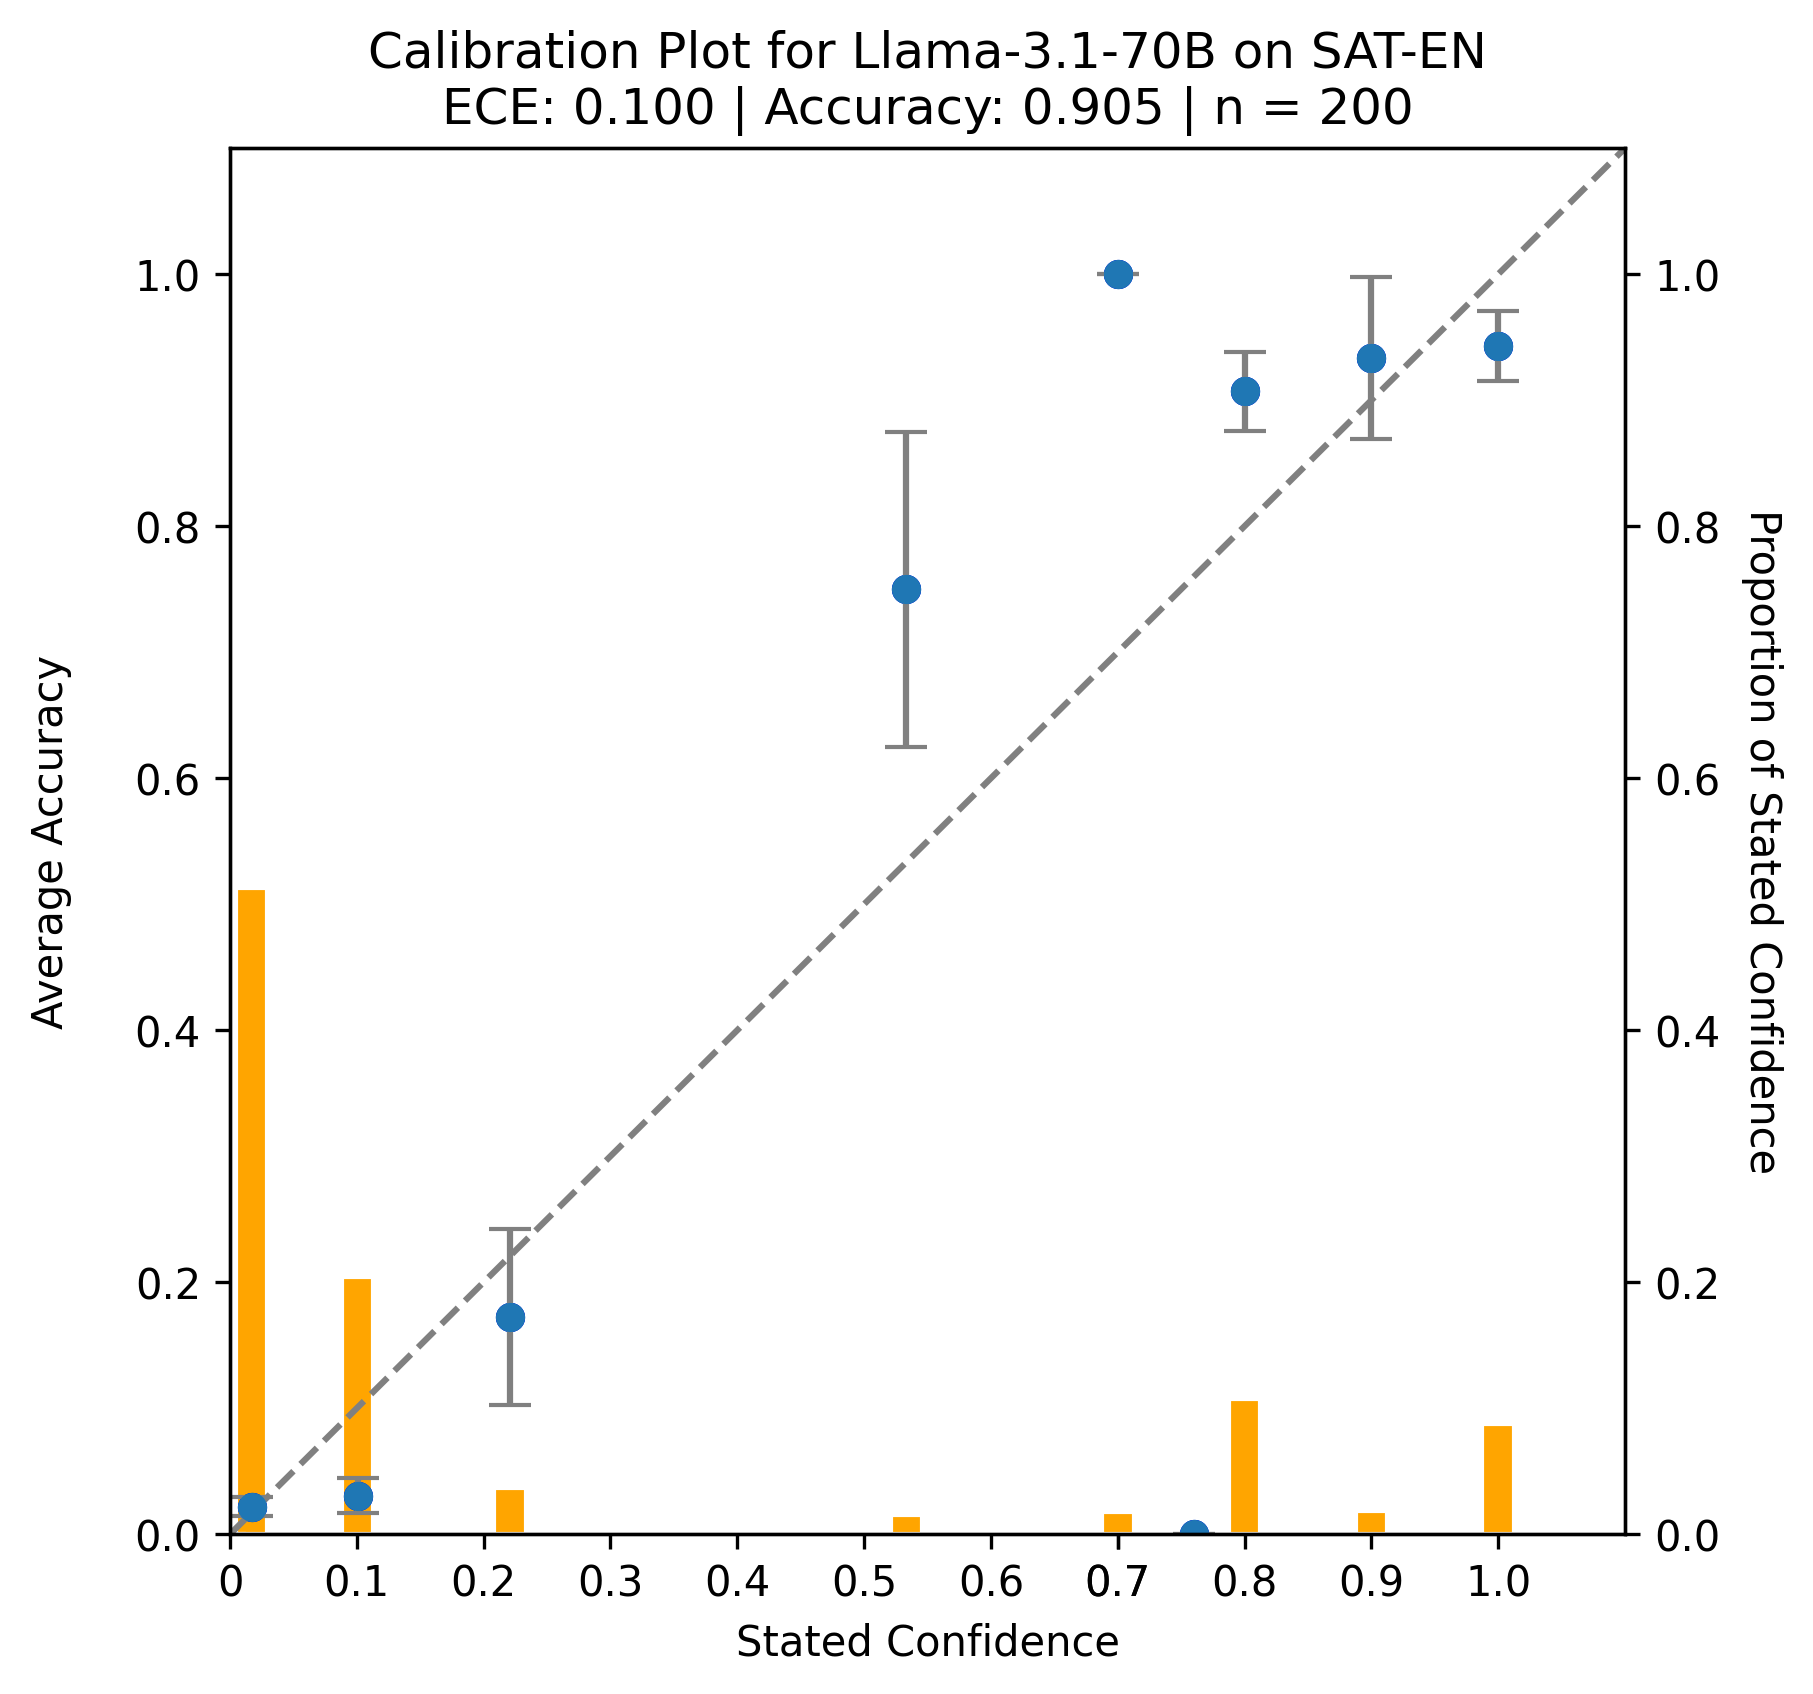 Calibration Plot for Llama-3.1-70B on SAT-EN
ECE: 0.100 | Accuracy: 0.905 | n = 200
Average Accuracy
1.0
0.8
0.6
0.4
0.2
0.0
1.0
0.8
0.6
0.4
0.2
0.0
Proportion of Stated Confidence
0 0.1 0.2 0.3 0.4 0.5 0.6 0.7 0.8 0.9 1.0
Stated Confidence